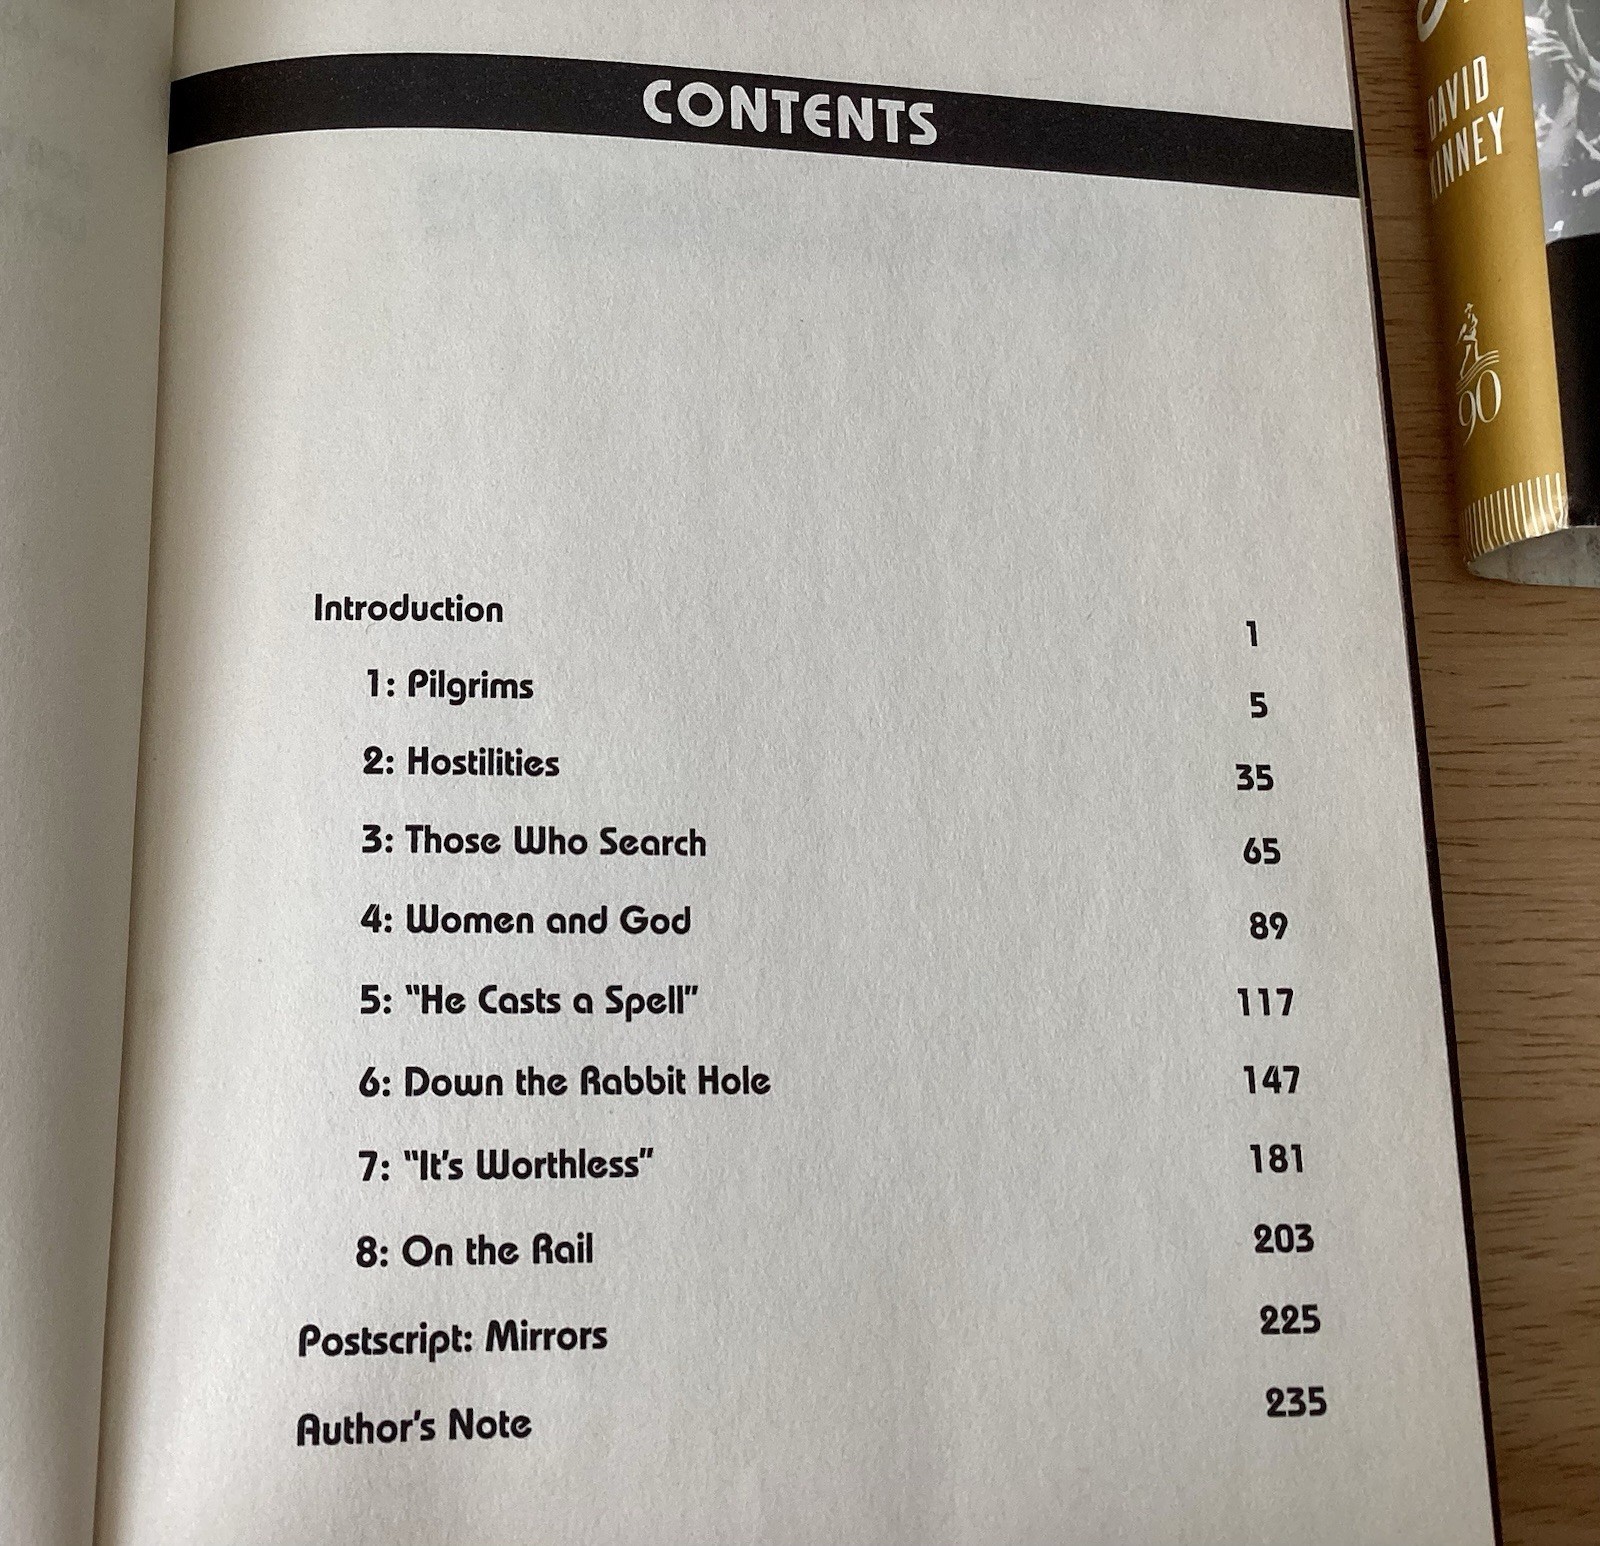 CONTENTS
Introduction 1
1: Pilgrims 5
2: Hostilities 35
3: Those Who Search 65
4: Women and God 89
5: "He Casts a Spell" 117
6: Down the Rabbit Hole 147
7: "It's Worthless" 181
8: On the Rail 203
Postscript: Mirrors 225
Author's Note 235
DAVID
KINNEY
90